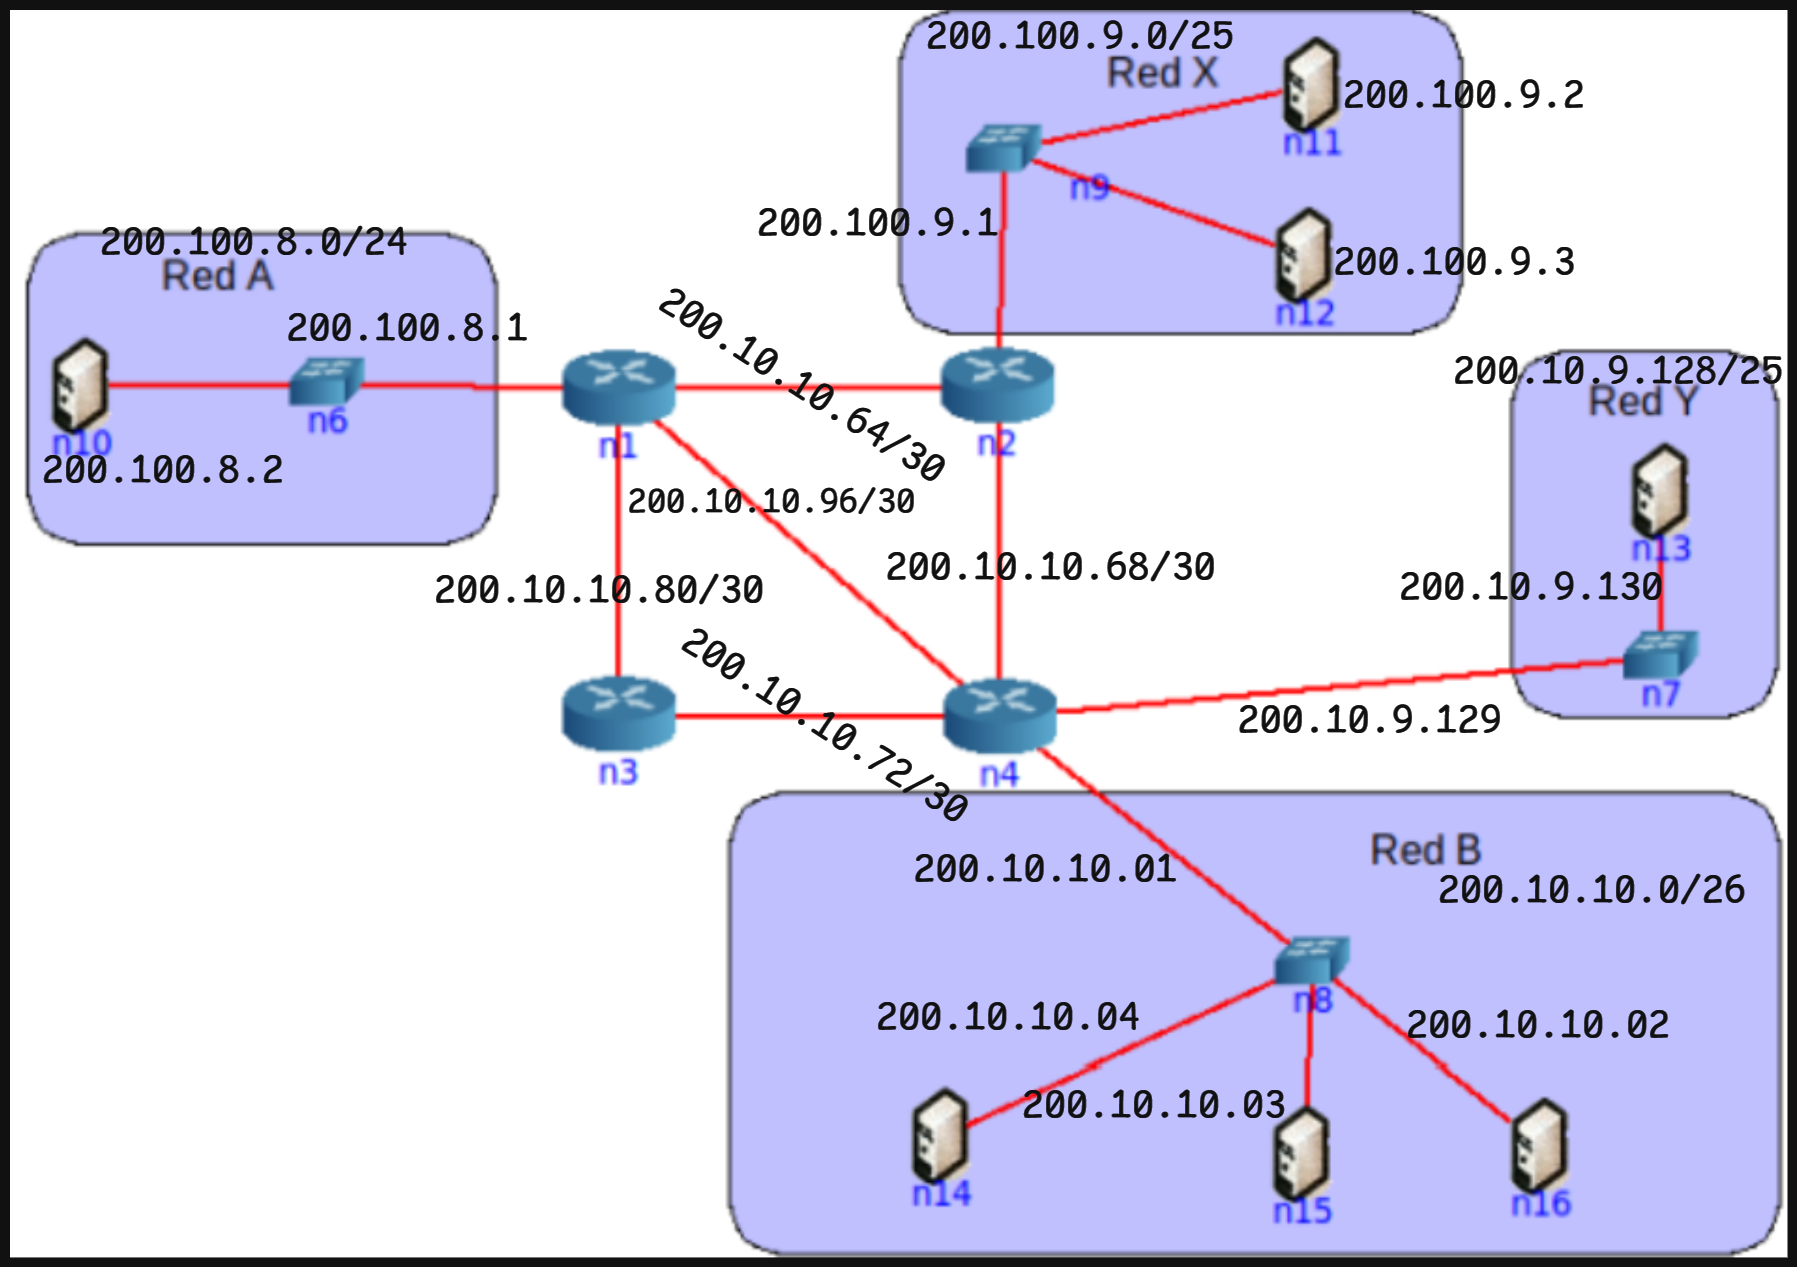 200.100.9.0/25
Red X
200.100.9.2
n11
n9
200.100.9.1
200.100.9.3
n12
200.100.8.0/24
Red A
200.100.8.1
n6
n10
200.100.8.2
n1
200.10.10.64/30
n2
200.10.10.96/30
200.10.10.68/30
200.10.10.80/30
200.10.9.128/25
Red Y
n13
200.10.9.130
n7
200.10.9.129
200.10.10.72/30
n3
n4
Red B
200.10.10.01
200.10.10.0/26
n8
200.10.10.04
200.10.10.02
200.10.10.03
n14
n15
n16